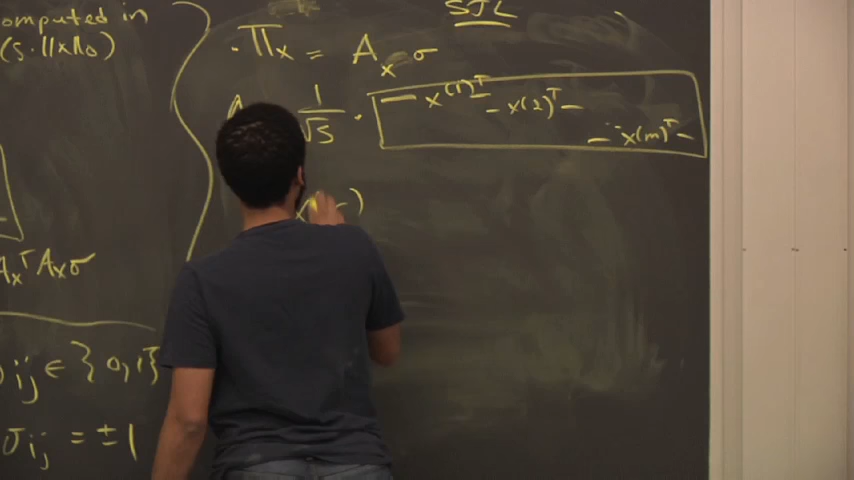 omputed in
(s·||x||₀)
Aₓᵀ Aₓ σ
ij ∈ {0,1}
σij = ±1
SJL
· Πₓ = Aₓ σ
1/√s · — x(1)ᵀ — — x(2)ᵀ — — x(m)ᵀ —